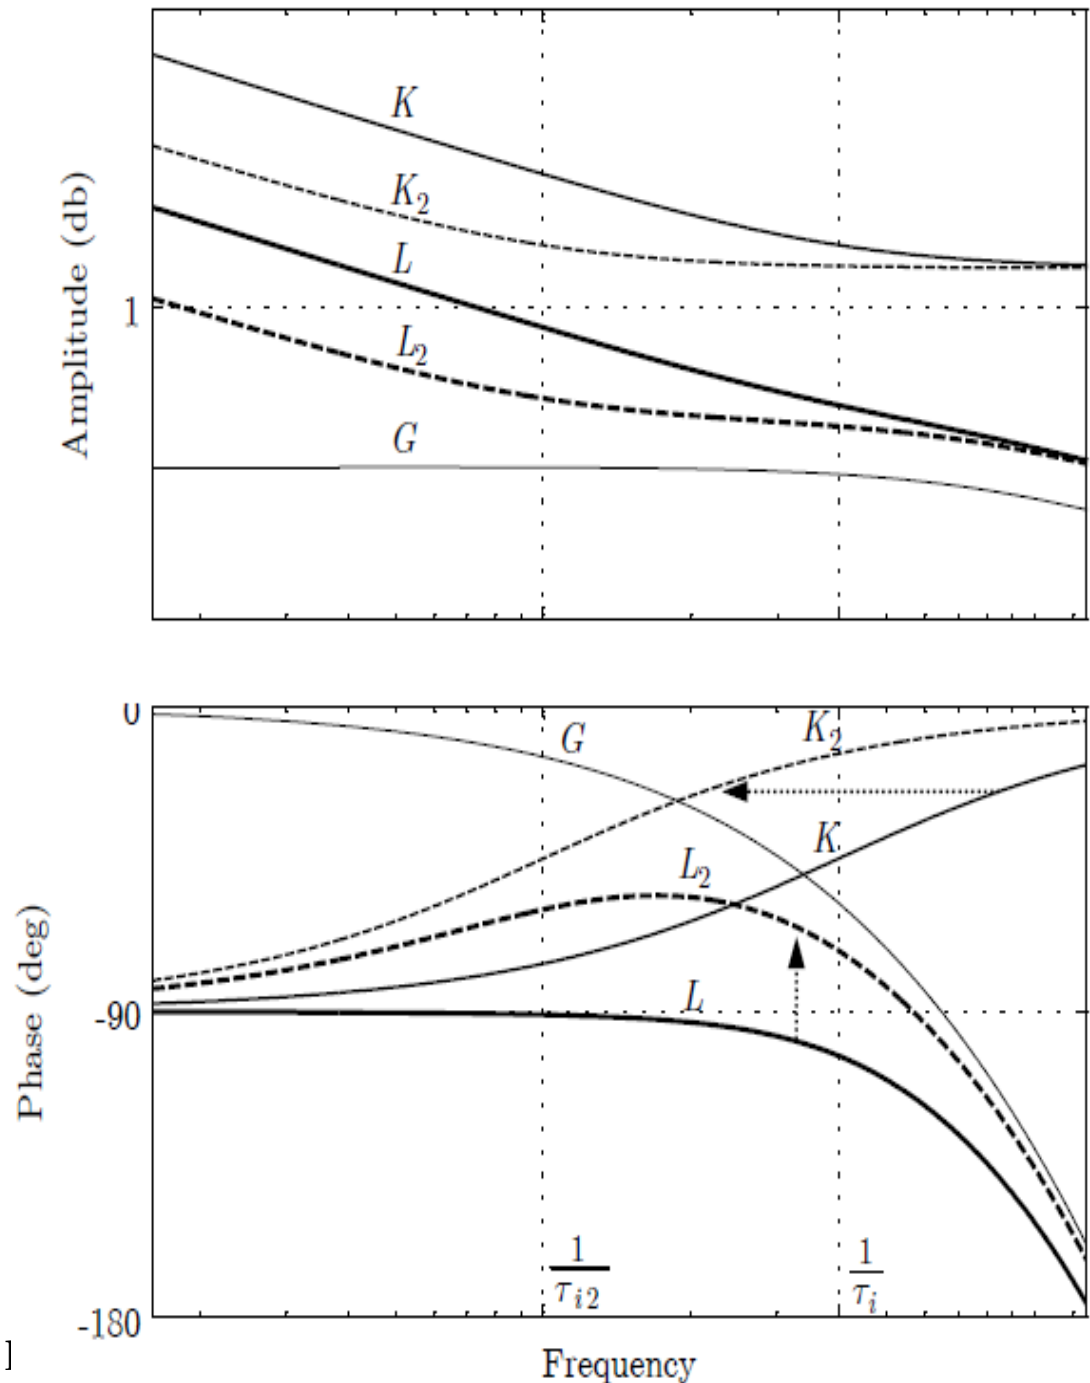 Amplitude (db)
K
K₂
L
1
L₂
G
Phase (deg)
0
G
K₂
K
L₂
L
-90
1/τᵢ₂
1/τᵢ
-180
]
Frequency